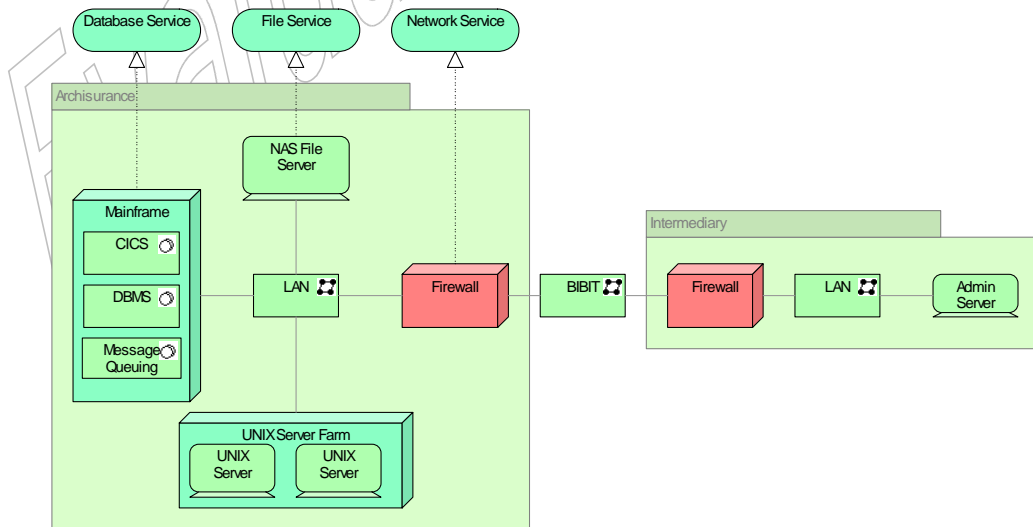 Database Service
File Service
Network Service
Archisurance
NAS File
Server
Mainframe
CICS
DBMS
Message
Queuing
LAN
Firewall
BIBIT
UNIX Server Farm
UNIX
Server
UNIX
Server
Intermediary
Firewall
LAN
Admin
Server